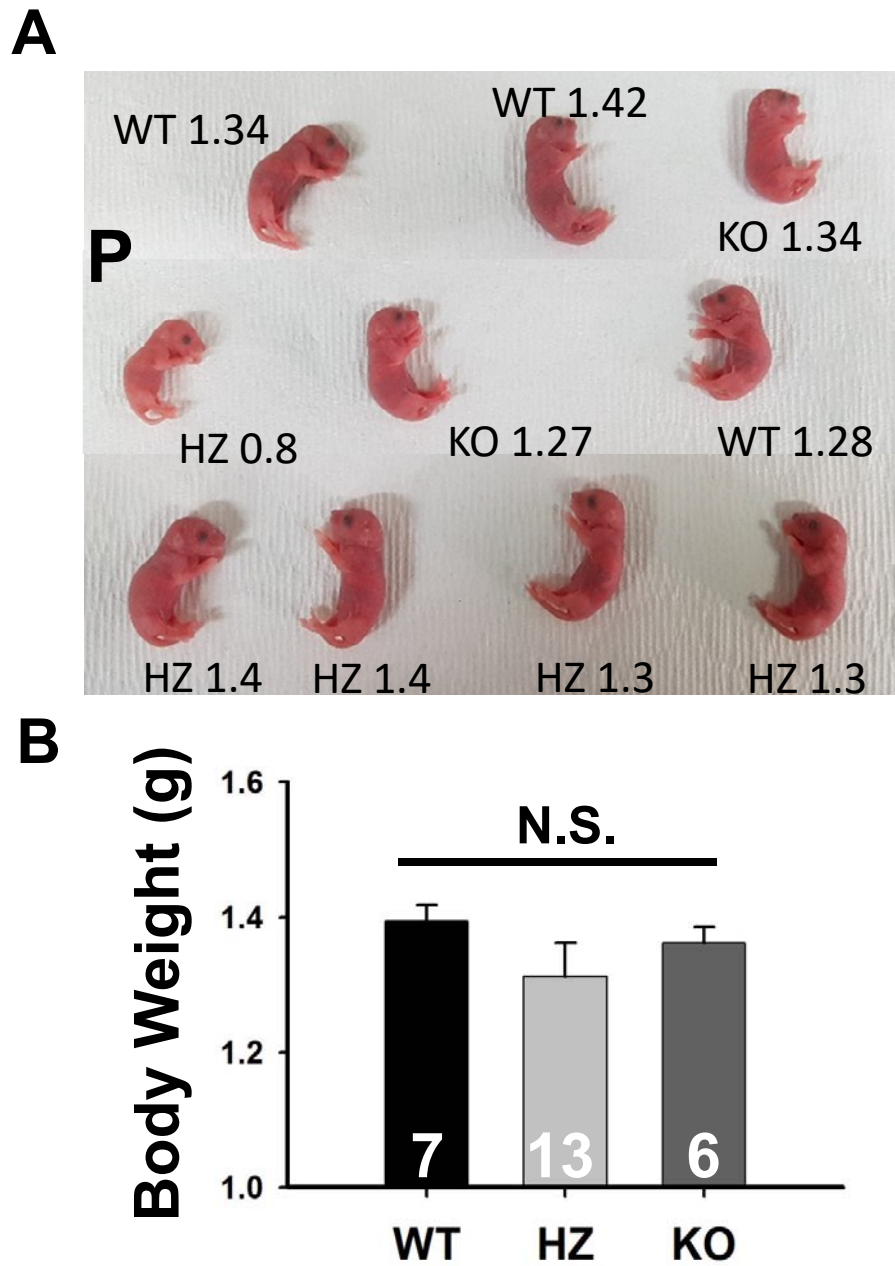 A
WT 1.34
WT 1.42
KO 1.34
P
HZ 0.8
KO 1.27
WT 1.28
HZ 1.4
HZ 1.4
HZ 1.3
HZ 1.3
B
Body Weight (g)
1.6
1.4
1.2
1.0
N.S.
7
13
6
WT
HZ
KO